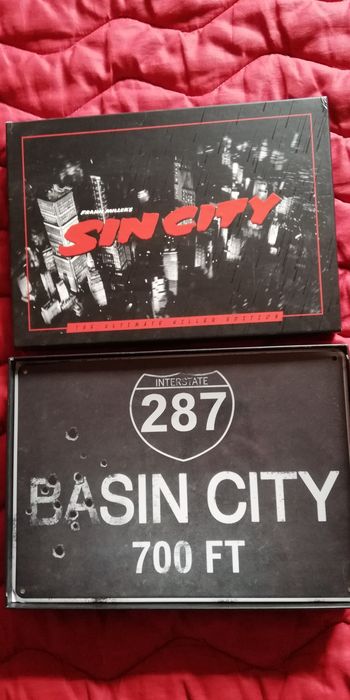 FRANK MILLER'S
SIN CITY
THE ULTIMATE KILLER EDITION
INTERSTATE
287
BASIN CITY
700 FT